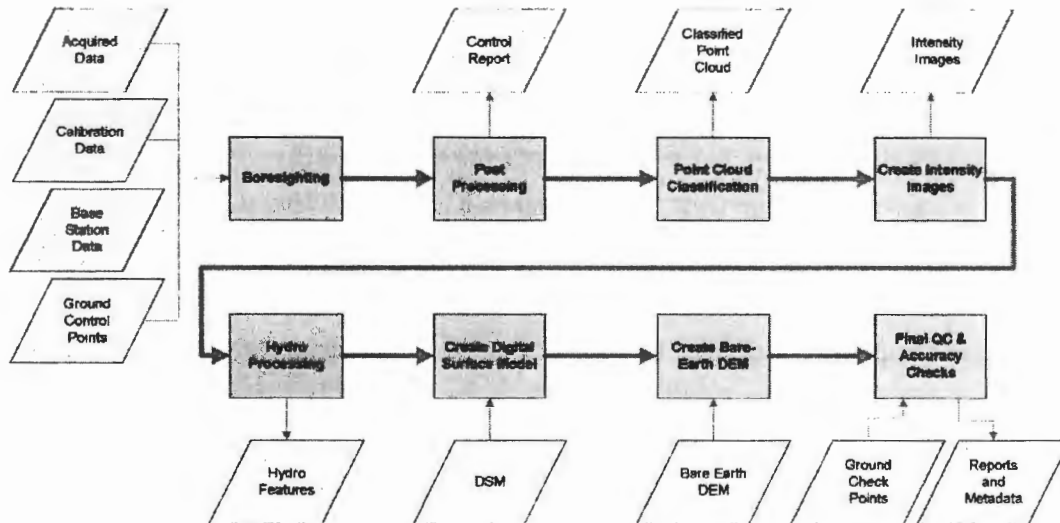 Acquired
Data
Control
Report
Classified
Point
Cloud
Intensity
Images
Calibration
Data
Boresighting
Post
Processing
Point Cloud
Classification
Create Intensity
Images
Base
Station
Data
Ground
Control
Points
Hydro
Processing
Create Digital
Surface Model
Create Bare-
Earth DEM
Final QC &
Accuracy
Checks
Hydro
Features
DSM
Bare Earth
DEM
Ground
Check
Points
Reports
and
Metadata